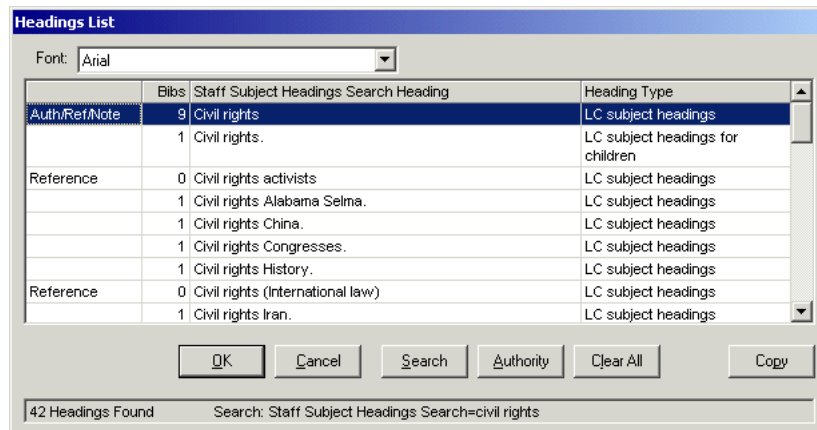 Headings List
Font: Arial
Bibs Staff Subject Headings Search Heading Heading Type
Auth/Ref/Note 9 Civil rights LC subject headings
1 Civil rights. LC subject headings for
children
Reference 0 Civil rights activists LC subject headings
1 Civil rights Alabama Selma. LC subject headings
1 Civil rights China. LC subject headings
1 Civil rights Congresses. LC subject headings
1 Civil rights History. LC subject headings
Reference 0 Civil rights (International law) LC subject headings
1 Civil rights Iran. LC subject headings
OK Cancel Search Authority Clear All Copy
42 Headings Found Search: Staff Subject Headings Search=civil rights